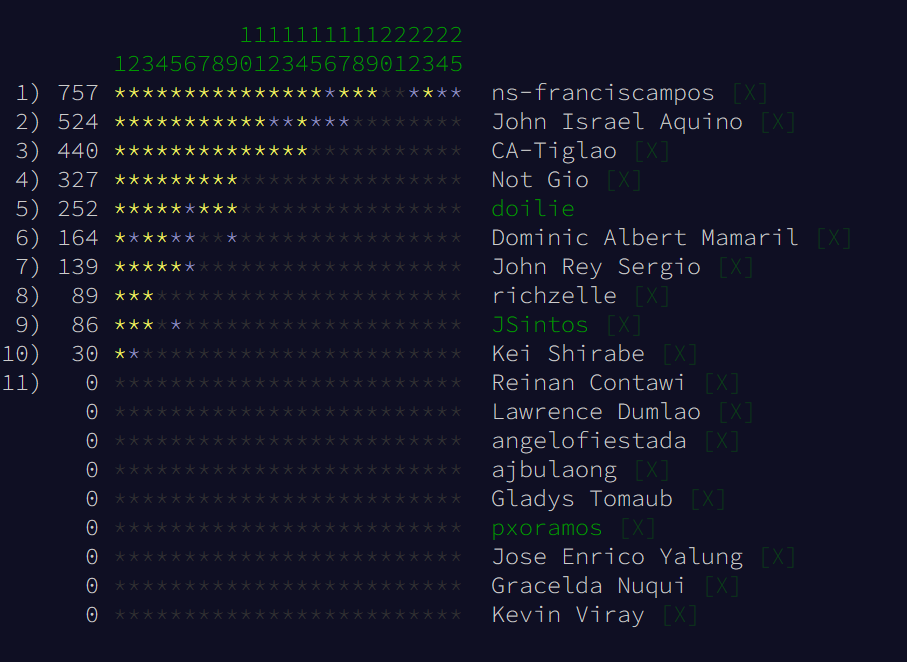 1111111111222222
1234567890123456789012345
1) 757 ************************* ns-franciscampos [X]
2) 524 ************************* John Israel Aquino [X]
3) 440 ************************* CA-Tiglao [X]
4) 327 ************************* Not Gio [X]
5) 252 ************************* doilie
6) 164 ************************* Dominic Albert Mamaril [X]
7) 139 ************************* John Rey Sergio [X]
8) 89 ************************* richzelle [X]
9) 86 ************************* JSintos [X]
10) 30 ************************* Kei Shirabe [X]
11) 0 ************************* Reinan Contawi [X]
0 ************************* Lawrence Dumlao [X]
0 ************************* angelofiestada [X]
0 ************************* ajbulaong [X]
0 ************************* Gladys Tomaub [X]
0 ************************* pxoramos [X]
0 ************************* Jose Enrico Yalung [X]
0 ************************* Gracelda Nuqui [X]
0 ************************* Kevin Viray [X]